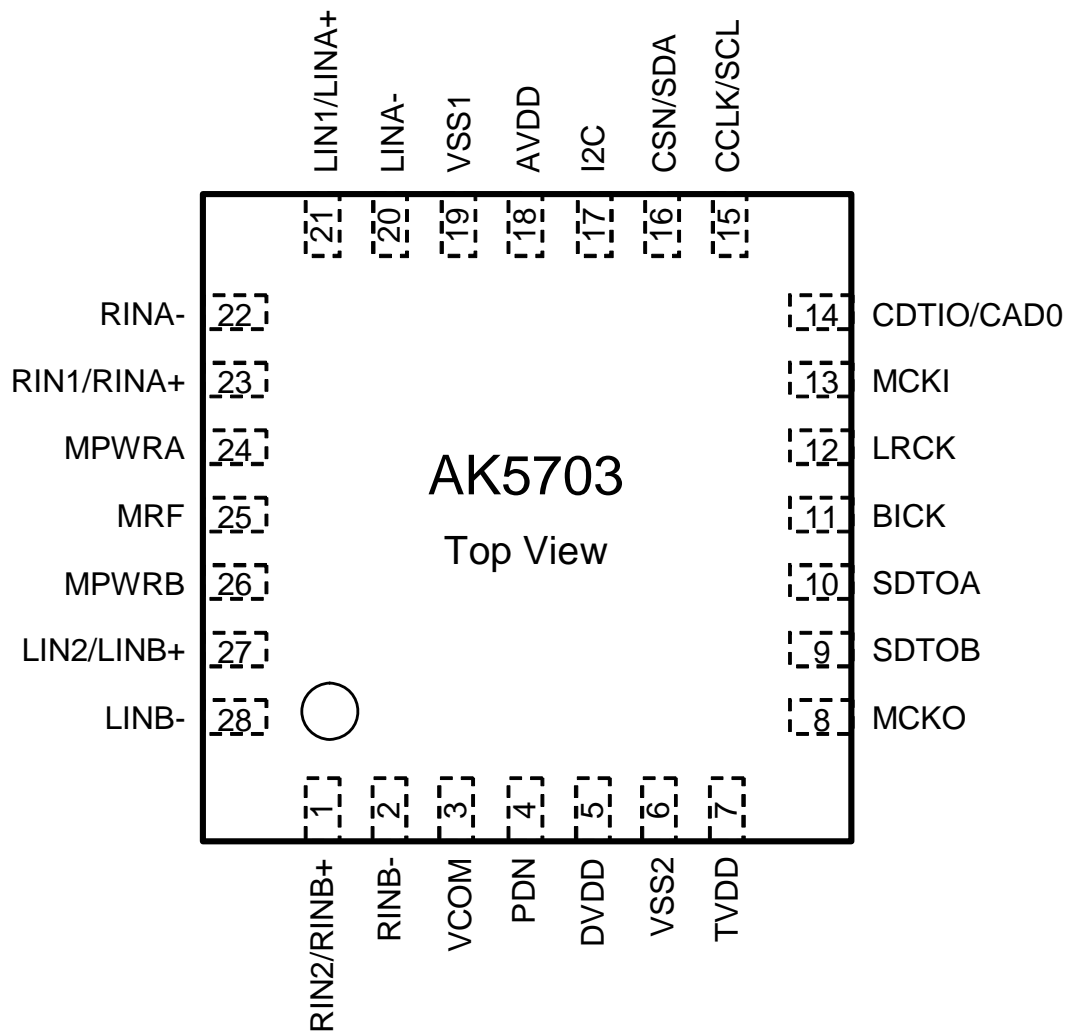 LIN1/LINA+
LINA-
VSS1
AVDD
I2C
CSN/SDA
CCLK/SCL
21
20
19
18
17
16
15
RINA- 22
RIN1/RINA+ 23
MPWRA 24
MRF 25
MPWRB 26
LIN2/LINB+ 27
LINB- 28
AK5703
Top View
14 CDTIO/CAD0
13 MCKI
12 LRCK
11 BICK
10 SDTOA
9 SDTOB
8 MCKO
1
2
3
4
5
6
7
RIN2/RINB+
RINB-
VCOM
PDN
DVDD
VSS2
TVDD